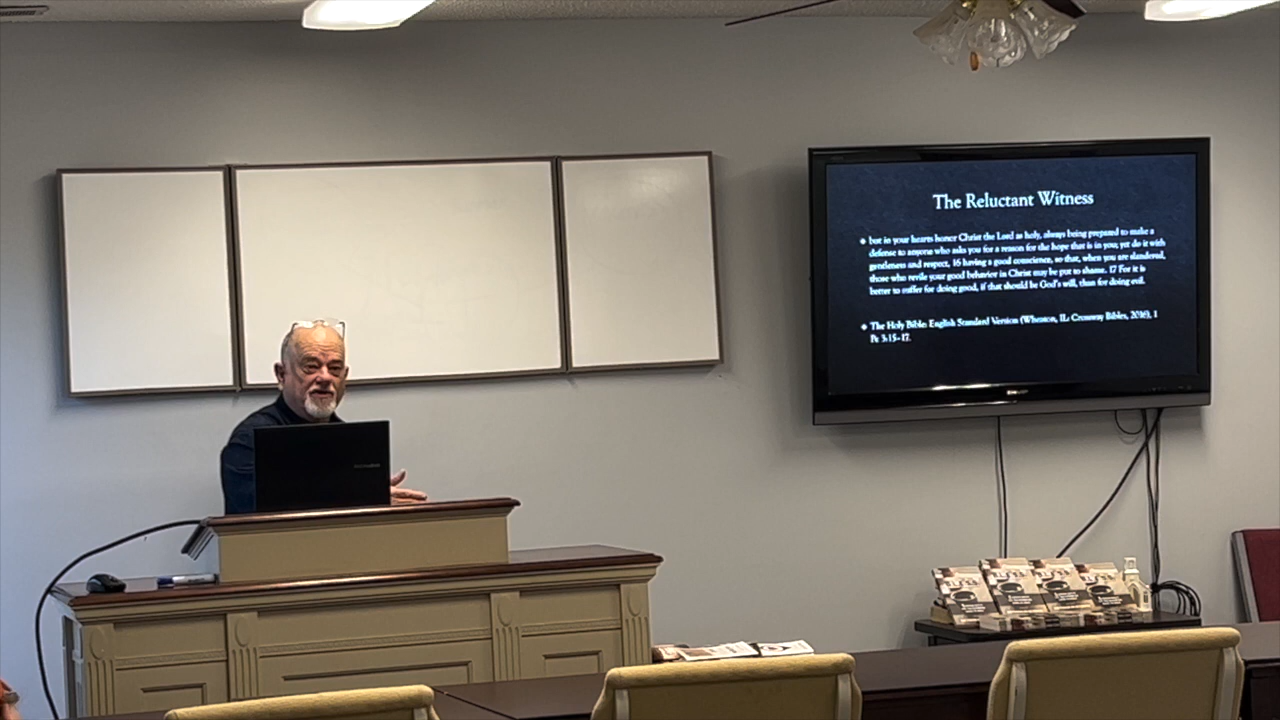 The Reluctant Witness
but in your hearts honor Christ the Lord as holy, always being prepared to make a
defense to anyone who asks you for a reason for the hope that is in you; yet do it with
gentleness and respect, 16 having a good conscience, so that, when you are slandered,
those who revile your good behavior in Christ may be put to shame. 17 For it is
better to suffer for doing good, if that should be God's will, than for doing evil.
The Holy Bible: English Standard Version (Wheaton, IL: Crossway Bibles, 2016), 1
Pe 3:15–17.